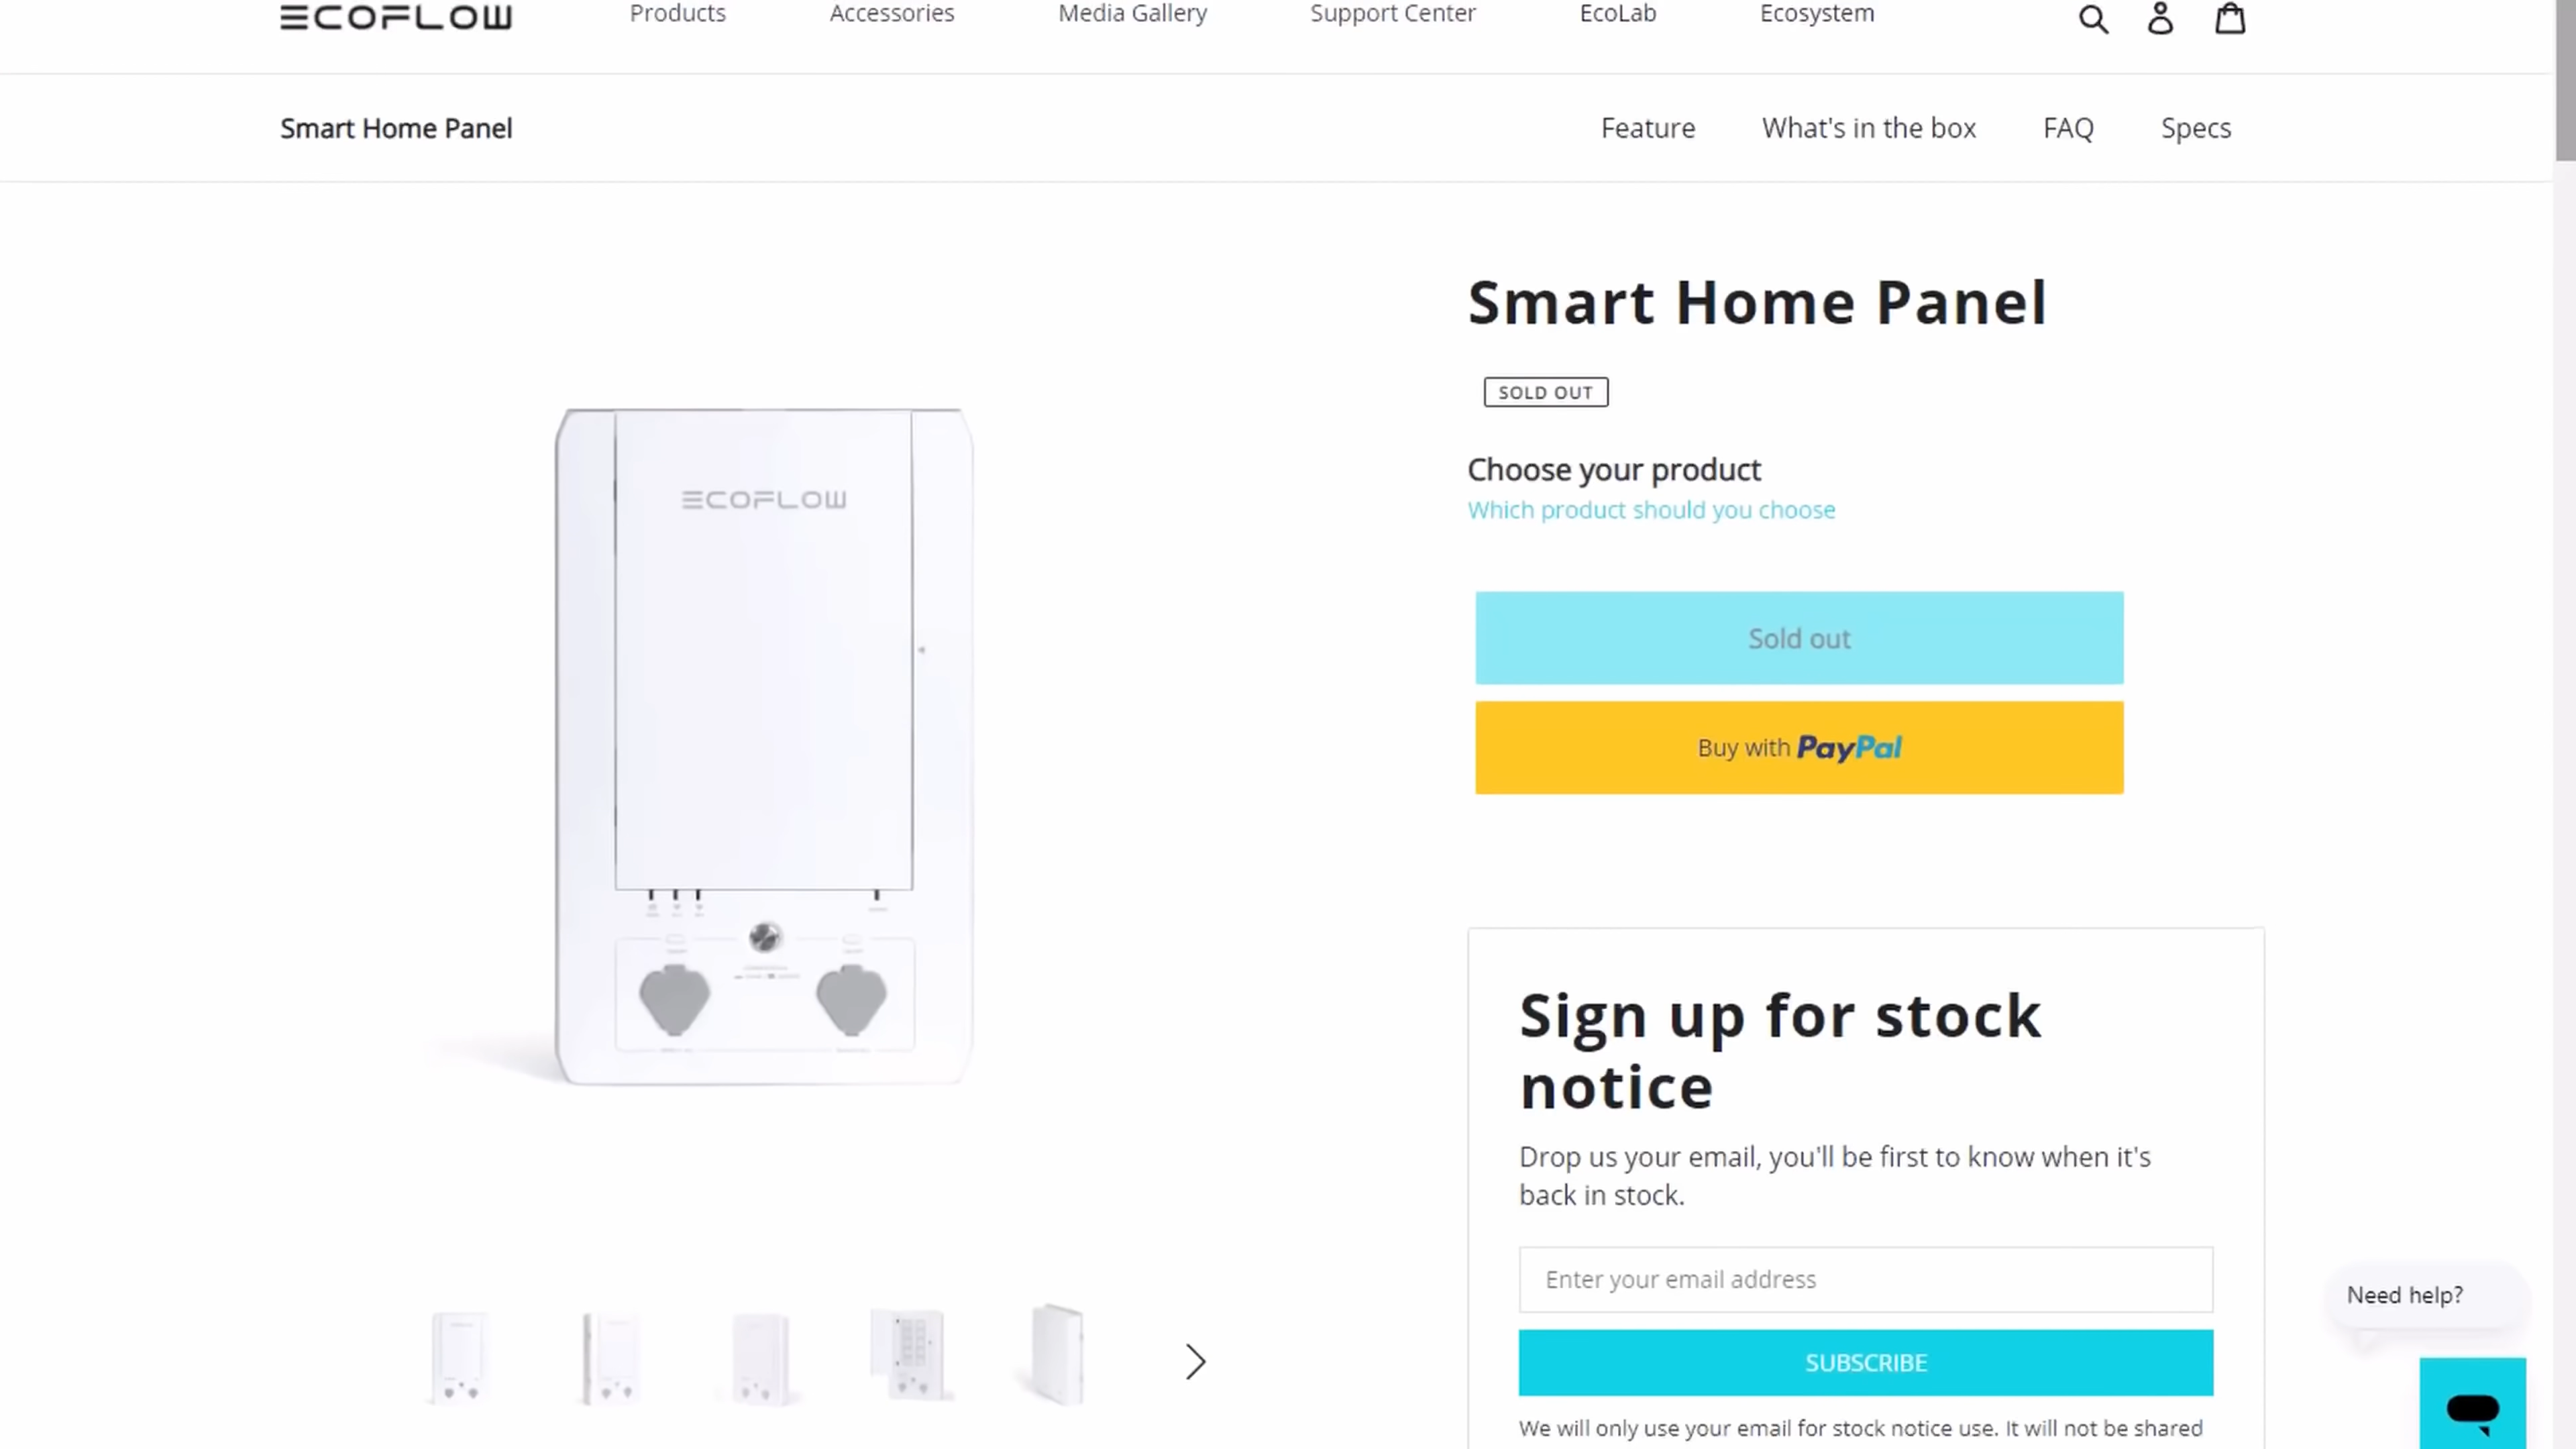 ECOFLOW
Products
Accessories
Media Gallery
Support Center
EcoLab
Ecosystem
Smart Home Panel
Feature
What's in the box
FAQ
Specs
ECOFLOW
Smart Home Panel
SOLD OUT
Choose your product
Which product should you choose
Sold out
Buy with PayPal
Sign up for stock
notice
Drop us your email, you'll be first to know when it's
back in stock.
Enter your email address
SUBSCRIBE
We will only use your email for stock notice use. It will not be shared
Need help?